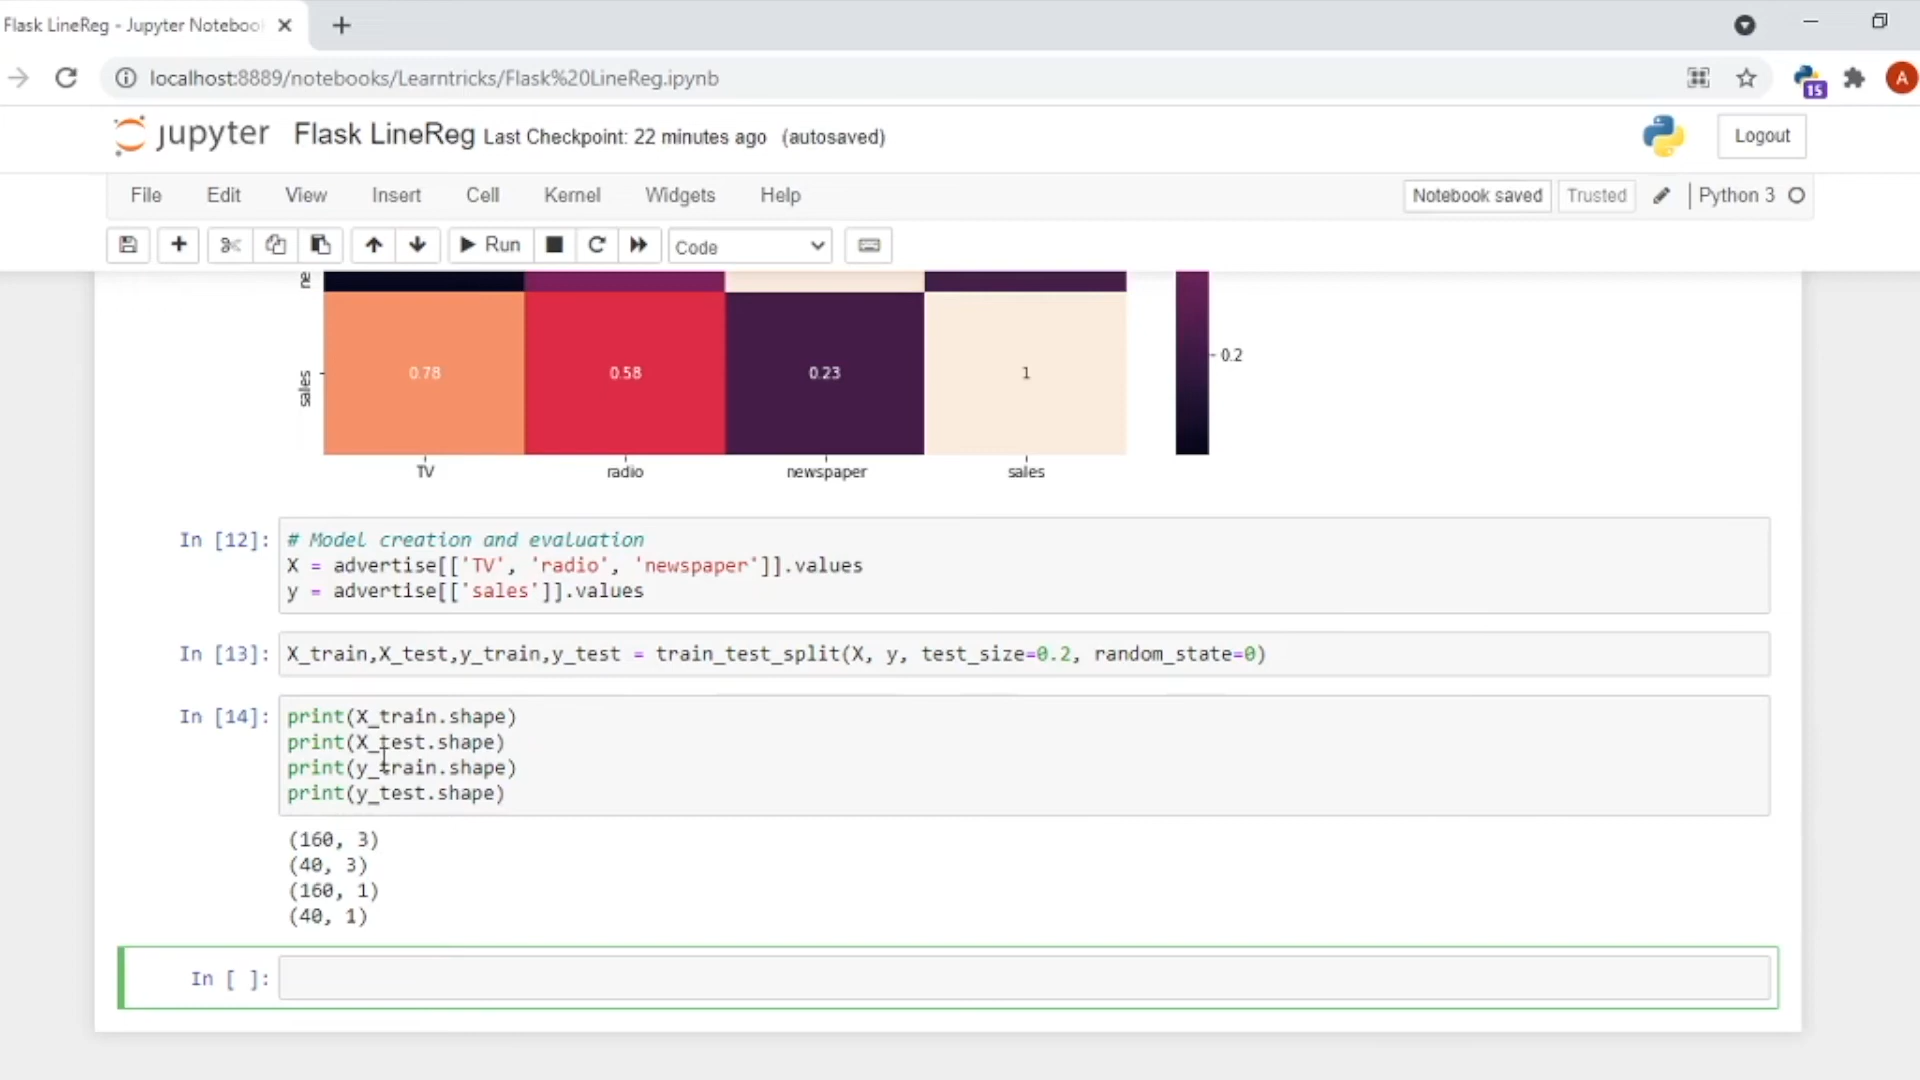 Flask LineReg - Jupyter Noteboo
localhost:8889/notebooks/Learntricks/Flask%20LineReg.ipynb
15
A
jupyter Flask LineReg Last Checkpoint: 22 minutes ago (autosaved)
Logout
File Edit View Insert Cell Kernel Widgets Help
Notebook saved Trusted Python 3
Run Code
ne
sales
0.78 0.58 0.23 1
0.2
TV radio newspaper sales
In [12]: # Model creation and evaluation
X = advertise[['TV', 'radio', 'newspaper']].values
y = advertise[['sales']].values
In [13]: X_train,X_test,y_train,y_test = train_test_split(X, y, test_size=0.2, random_state=0)
In [14]: print(X_train.shape)
print(X_test.shape)
print(y_train.shape)
print(y_test.shape)
(160, 3)
(40, 3)
(160, 1)
(40, 1)
In [ ]: